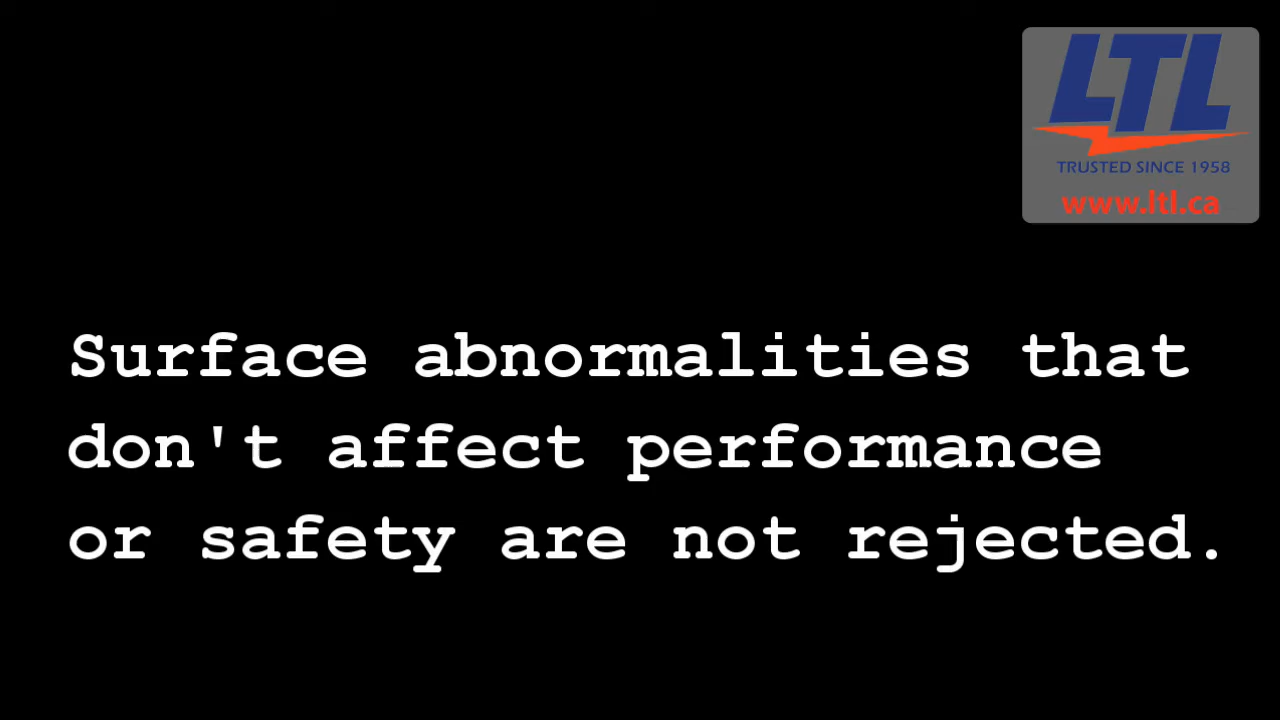 LTL
TRUSTED SINCE 1958
www.ltl.ca
Surface abnormalities that
don't affect performance
or safety are not rejected.